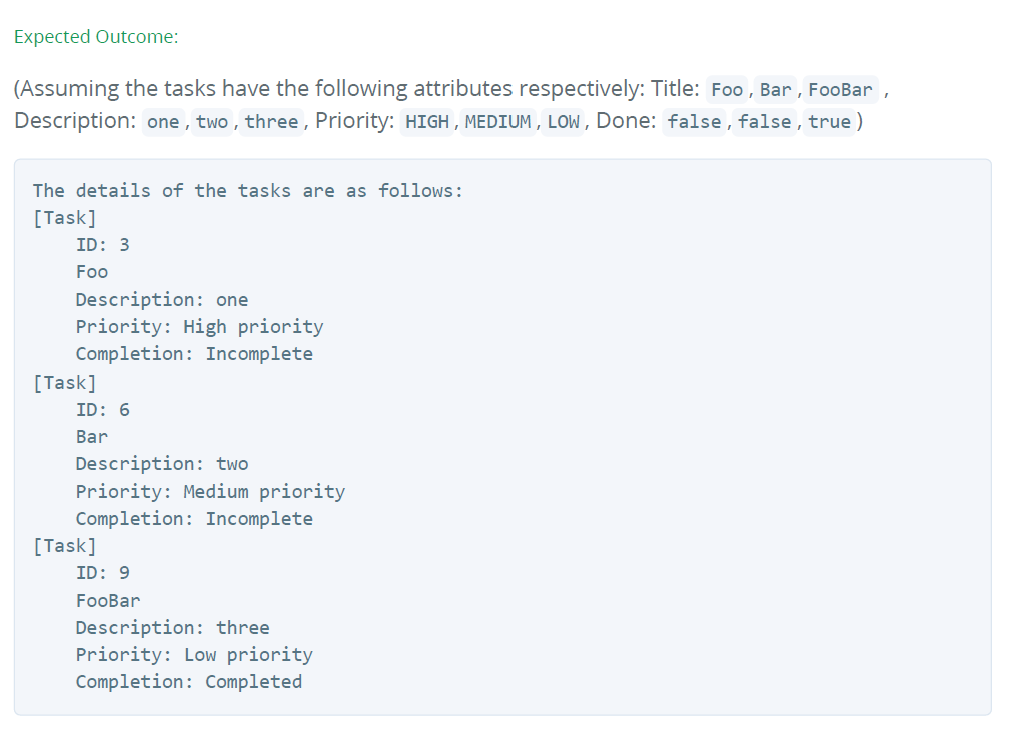 Expected Outcome:
(Assuming the tasks have the following attributes respectively: Title: Foo , Bar , FooBar ,
Description: one , two , three , Priority: HIGH , MEDIUM , LOW , Done: false , false , true )
The details of the tasks are as follows:
[Task]
    ID: 3
    Foo
    Description: one
    Priority: High priority
    Completion: Incomplete
[Task]
    ID: 6
    Bar
    Description: two
    Priority: Medium priority
    Completion: Incomplete
[Task]
    ID: 9
    FooBar
    Description: three
    Priority: Low priority
    Completion: Completed